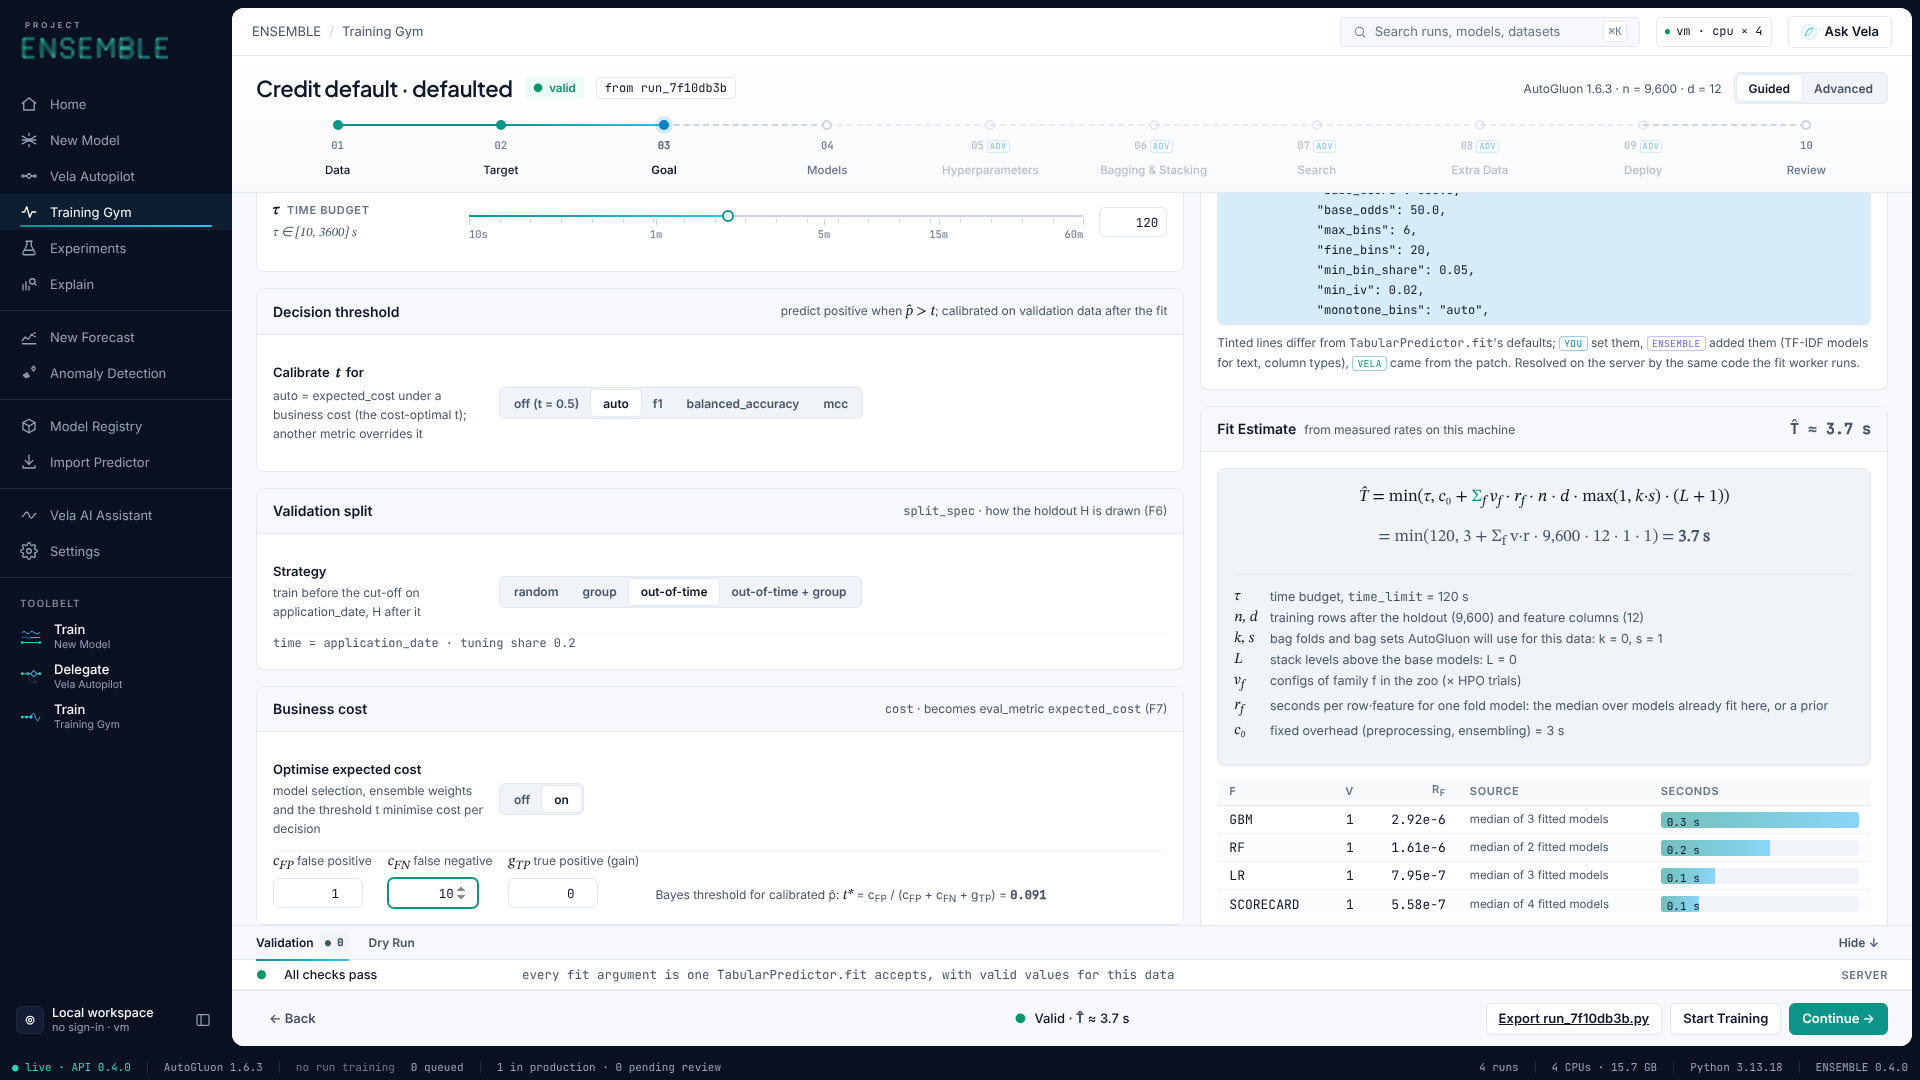 PROJECT
ENSEMBLE
Home
New Model
Vela Autopilot
Training Gym
Experiments
Explain
New Forecast
Anomaly Detection
Model Registry
Import Predictor
Vela AI Assistant
Settings
TOOLBELT
Train
New Model
Delegate
Vela Autopilot
Train
Training Gym
Local workspace
no sign-in · vm
ENSEMBLE / Training Gym
Search runs, models, datasets ⌘K
vm · cpu × 4
Ask Vela
Credit default · defaulted
valid
from run_7f10db3b
AutoGluon 1.6.3 · n = 9,600 · d = 12
Guided
Advanced
01 Data
02 Target
03 Goal
04 Models
05 ADV Hyperparameters
06 ADV Bagging & Stacking
07 ADV Search
08 ADV Extra Data
09 ADV Deploy
10 Review
τ TIME BUDGET
τ ∈ [10, 3600] s
10s 1m 5m 15m 60m
120
Decision threshold
predict positive when p̂ > t; calibrated on validation data after the fit
Calibrate t for
auto = expected_cost under a
business cost (the cost-optimal t);
another metric overrides it
off (t = 0.5) auto f1 balanced_accuracy mcc
Validation split
split_spec · how the holdout H is drawn (F6)
Strategy
train before the cut-off on
application_date, H after it
random group out-of-time out-of-time + group
time = application_date · tuning share 0.2
Business cost
cost · becomes eval_metric expected_cost (F7)
Optimise expected cost
model selection, ensemble weights
and the threshold t minimise cost per
decision
off on
c_FP false positive
c_FN false negative
g_TP true positive (gain)
1
10
0
Bayes threshold for calibrated p̂: t* = c_FP / (c_FP + c_FN + g_TP) = 0.091
"base_odds": 50.0,
"max_bins": 6,
"fine_bins": 20,
"min_bin_share": 0.05,
"min_iv": 0.02,
"monotone_bins": "auto",
Tinted lines differ from TabularPredictor.fit's defaults; YOU set them, ENSEMBLE added them (TF-IDF models
for text, column types), VELA came from the patch. Resolved on the server by the same code the fit worker runs.
Fit Estimate from measured rates on this machine
T̂ ≈ 3.7 s
T̂ = min(τ, c₀ + Σ_f ν_f · r_f · n · d · max(1, k·s) · (L + 1))
= min(120, 3 + Σ_f v·r · 9,600 · 12 · 1 · 1) = 3.7 s
τ time budget, time_limit = 120 s
n, d training rows after the holdout (9,600) and feature columns (12)
k, s bag folds and bag sets AutoGluon will use for this data: k = 0, s = 1
L stack levels above the base models: L = 0
ν_f configs of family f in the zoo (× HPO trials)
r_f seconds per row·feature for one fold model: the median over models already fit here, or a prior
c₀ fixed overhead (preprocessing, ensembling) = 3 s
F V R_F SOURCE SECONDS
GBM 1 2.92e-6 median of 3 fitted models 0.3 s
RF 1 1.61e-6 median of 2 fitted models 0.2 s
LR 1 7.95e-7 median of 3 fitted models 0.1 s
SCORECARD 1 5.58e-7 median of 4 fitted models 0.1 s
Validation 0
Dry Run
Hide ↓
All checks pass
every fit argument is one TabularPredictor.fit accepts, with valid values for this data
SERVER
← Back
Valid · T̂ ≈ 3.7 s
Export run_7f10db3b.py
Start Training
Continue →
live · API 0.4.0
AutoGluon 1.6.3
no run training 0 queued
1 in production · 0 pending review
4 runs
4 CPUs · 15.7 GB
Python 3.13.18
ENSEMBLE 0.4.0